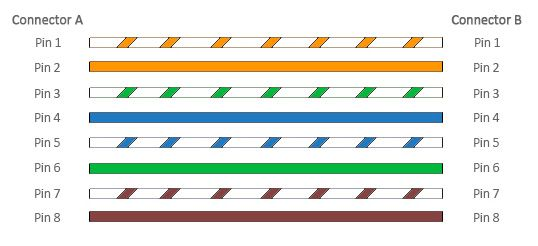 Connector A Connector B
Pin 1 Pin 1
Pin 2 Pin 2
Pin 3 Pin 3
Pin 4 Pin 4
Pin 5 Pin 5
Pin 6 Pin 6
Pin 7 Pin 7
Pin 8 Pin 8